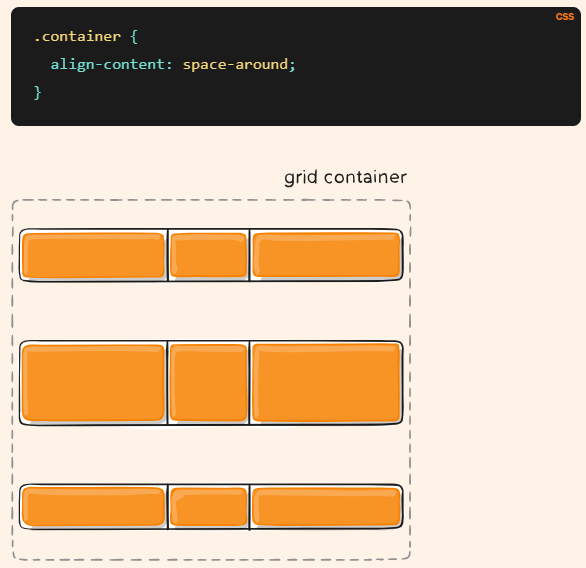 CSS
.container {
  align-content: space-around;
}
grid container